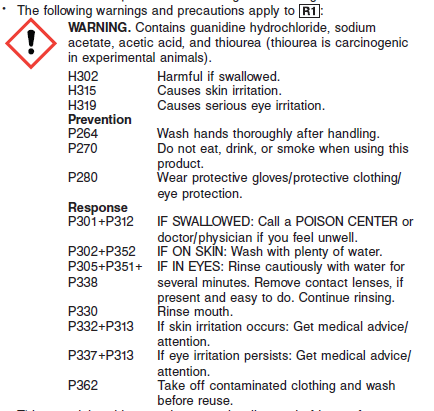 • The following warnings and precautions apply to R1:
WARNING. Contains guanidine hydrochloride, sodium
acetate, acetic acid, and thiourea (thiourea is carcinogenic
in experimental animals).
H302 Harmful if swallowed.
H315 Causes skin irritation.
H319 Causes serious eye irritation.
Prevention
P264 Wash hands thoroughly after handling.
P270 Do not eat, drink, or smoke when using this
product.
P280 Wear protective gloves/protective clothing/
eye protection.
Response
P301+P312 IF SWALLOWED: Call a POISON CENTER or
doctor/physician if you feel unwell.
P302+P352 IF ON SKIN: Wash with plenty of water.
P305+P351+ IF IN EYES: Rinse cautiously with water for
P338 several minutes. Remove contact lenses, if
present and easy to do. Continue rinsing.
P330 Rinse mouth.
P332+P313 If skin irritation occurs: Get medical advice/
attention.
P337+P313 If eye irritation persists: Get medical advice/
attention.
P362 Take off contaminated clothing and wash
before reuse.